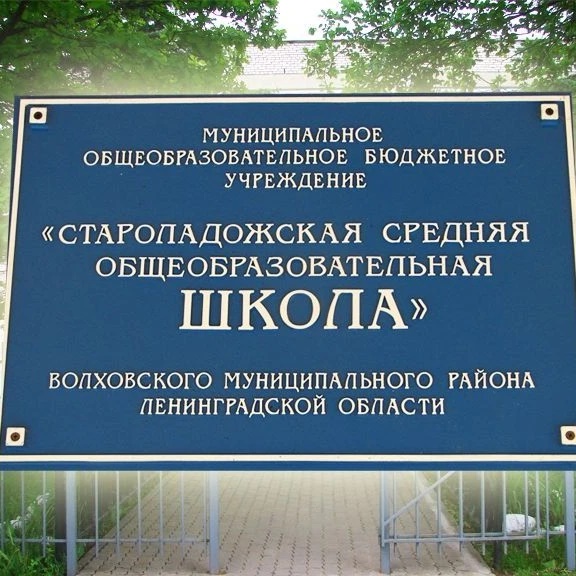 МУНИЦИПАЛЬНОЕ
ОБЩЕОБРАЗОВАТЕЛЬНОЕ БЮДЖЕТНОЕ
УЧРЕЖДЕНИЕ
«СТАРОЛАДОЖСКАЯ СРЕДНЯЯ
ОБЩЕОБРАЗОВАТЕЛЬНАЯ
ШКОЛА»
ВОЛХОВСКОГО МУНИЦИПАЛЬНОГО РАЙОНА
ЛЕНИНГРАДСКОЙ ОБЛАСТИ